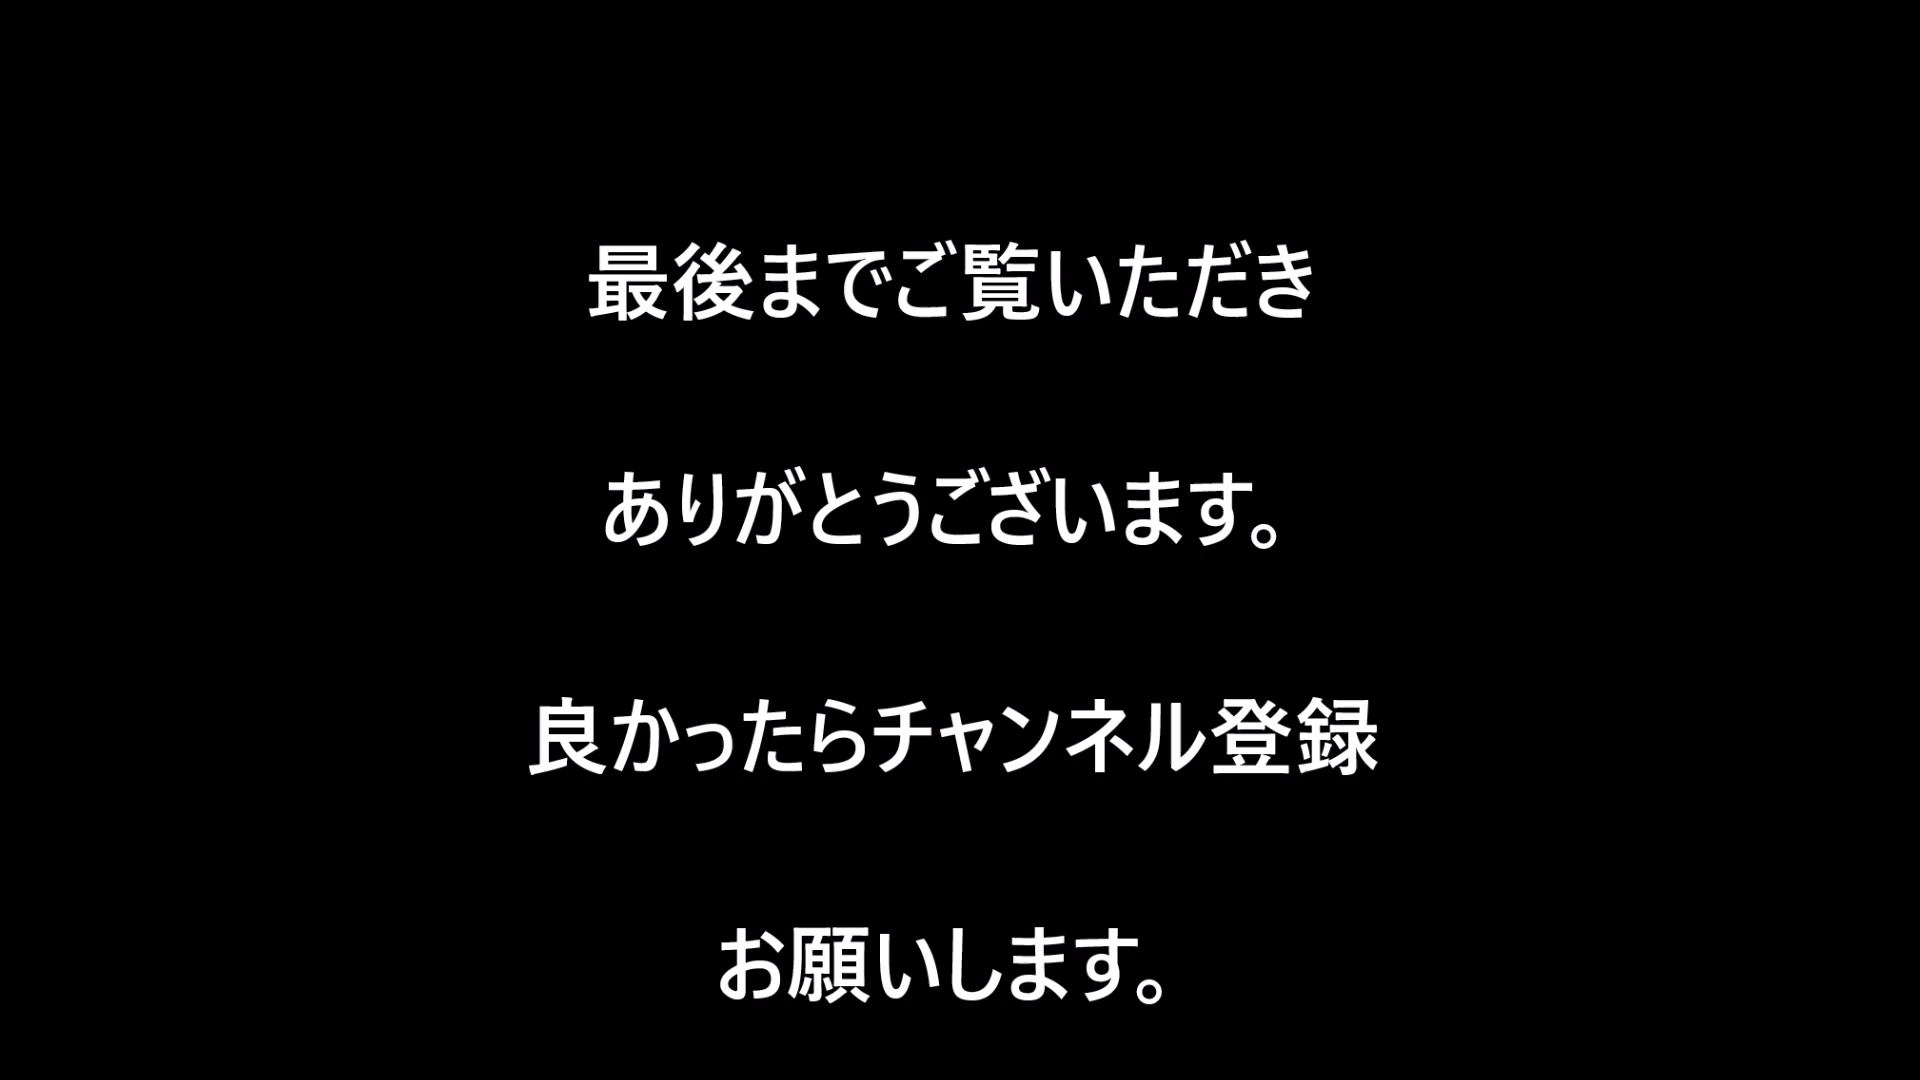 最後までご覧いただき
ありがとうございます。
良かったらチャンネル登録
お願いします。